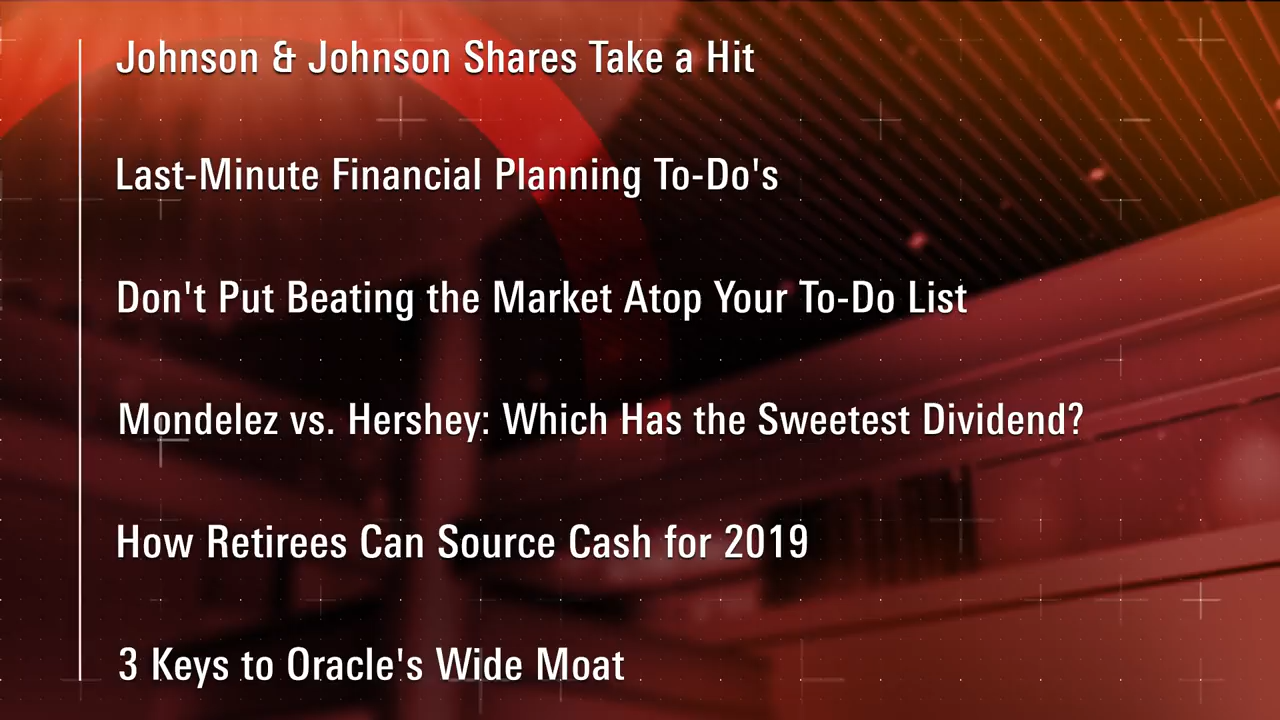 Johnson & Johnson Shares Take a Hit
Last-Minute Financial Planning To-Do's
Don't Put Beating the Market Atop Your To-Do List
Mondelez vs. Hershey: Which Has the Sweetest Dividend?
How Retirees Can Source Cash for 2019
3 Keys to Oracle's Wide Moat